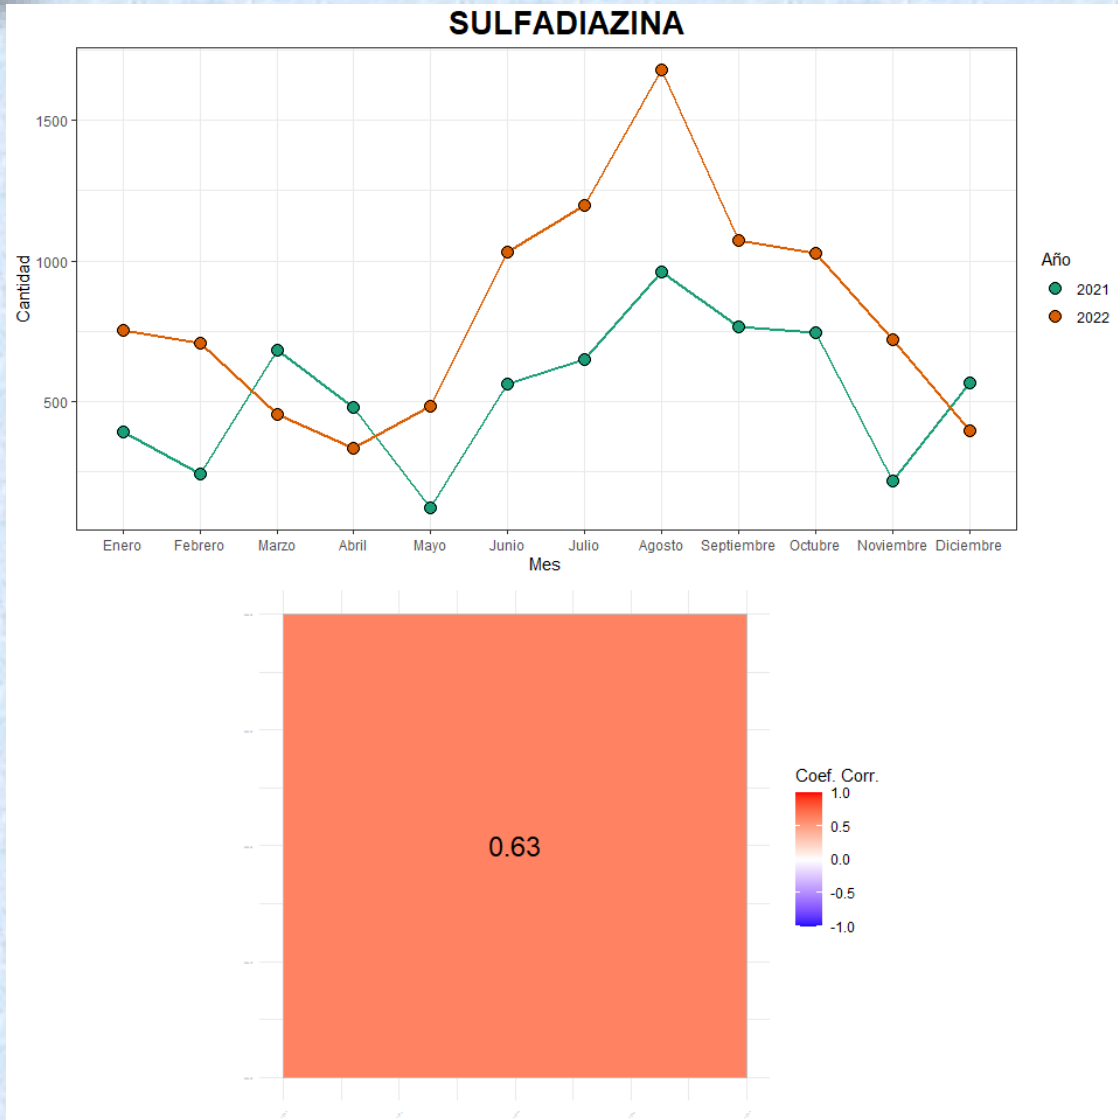 SULFADIAZINA
1500
1000
500
Cantidad
Enero Febrero Marzo Abril Mayo Junio Julio Agosto Septiembre Octubre Noviembre Diciembre
Mes
Año
2021
2022
0.63
Coef. Corr.
1.0
0.5
0.0
-0.5
-1.0